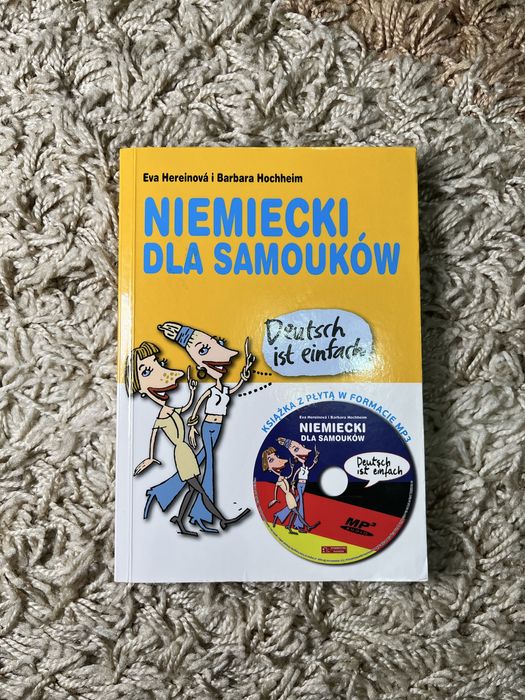 Eva Hereinová i Barbara Hochheim
NIEMIECKI
DLA SAMOUKÓW
Deutsch
ist einfach
KSIĄŻKA Z PŁYTĄ W FORMACIE MP3
Eva Hereinová i Barbara Hochheim
NIEMIECKI
DLA SAMOUKÓW
Deutsch
ist einfach
MP3